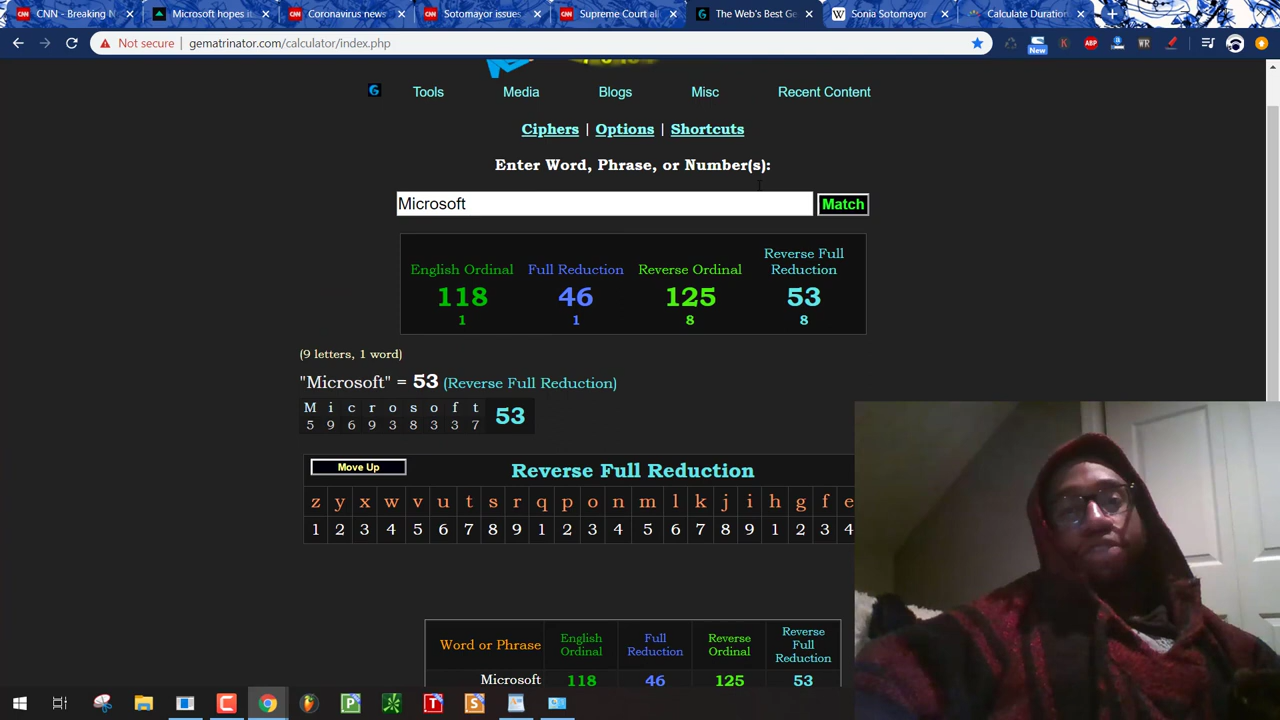 CNN - Breaking N
Microsoft hopes i
Coronavirus news
Sotomayor issues
Supreme Court al
The Web's Best Ge
Sonia Sotomayor
Calculate Duration
Not secure | gematrinator.com/calculator/index.php
ABP
WR
New
Tools Media Blogs Misc Recent Content
Ciphers | Options | Shortcuts
Enter Word, Phrase, or Number(s):
Microsoft Match
English Ordinal Full Reduction Reverse Ordinal Reverse Full Reduction
118 46 125 53
1 1 8 8
(9 letters, 1 word)
"Microsoft" = 53 (Reverse Full Reduction)
M i c r o s o f t
5 9 6 9 3 8 3 3 7 53
Move Up Reverse Full Reduction
z y x w v u t s r q p o n m l k j i h g f e
1 2 3 4 5 6 7 8 9 1 2 3 4 5 6 7 8 9 1 2 3 4
Word or Phrase English Ordinal Full Reduction Reverse Ordinal Reverse Full Reduction
Microsoft 118 46 125 53